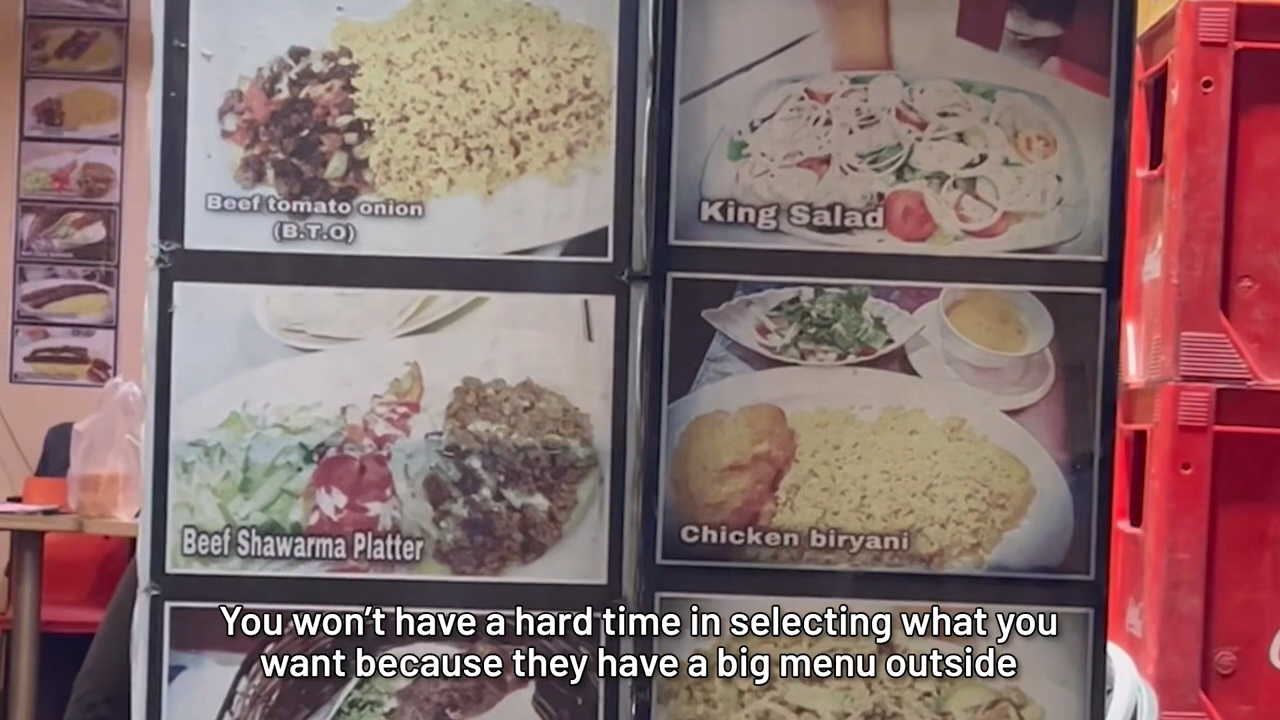 Beef tomato onion
(B.T.O)
King Salad
Beef Shawarma Platter
Chicken biryani
You won't have a hard time in selecting what you
want because they have a big menu outside